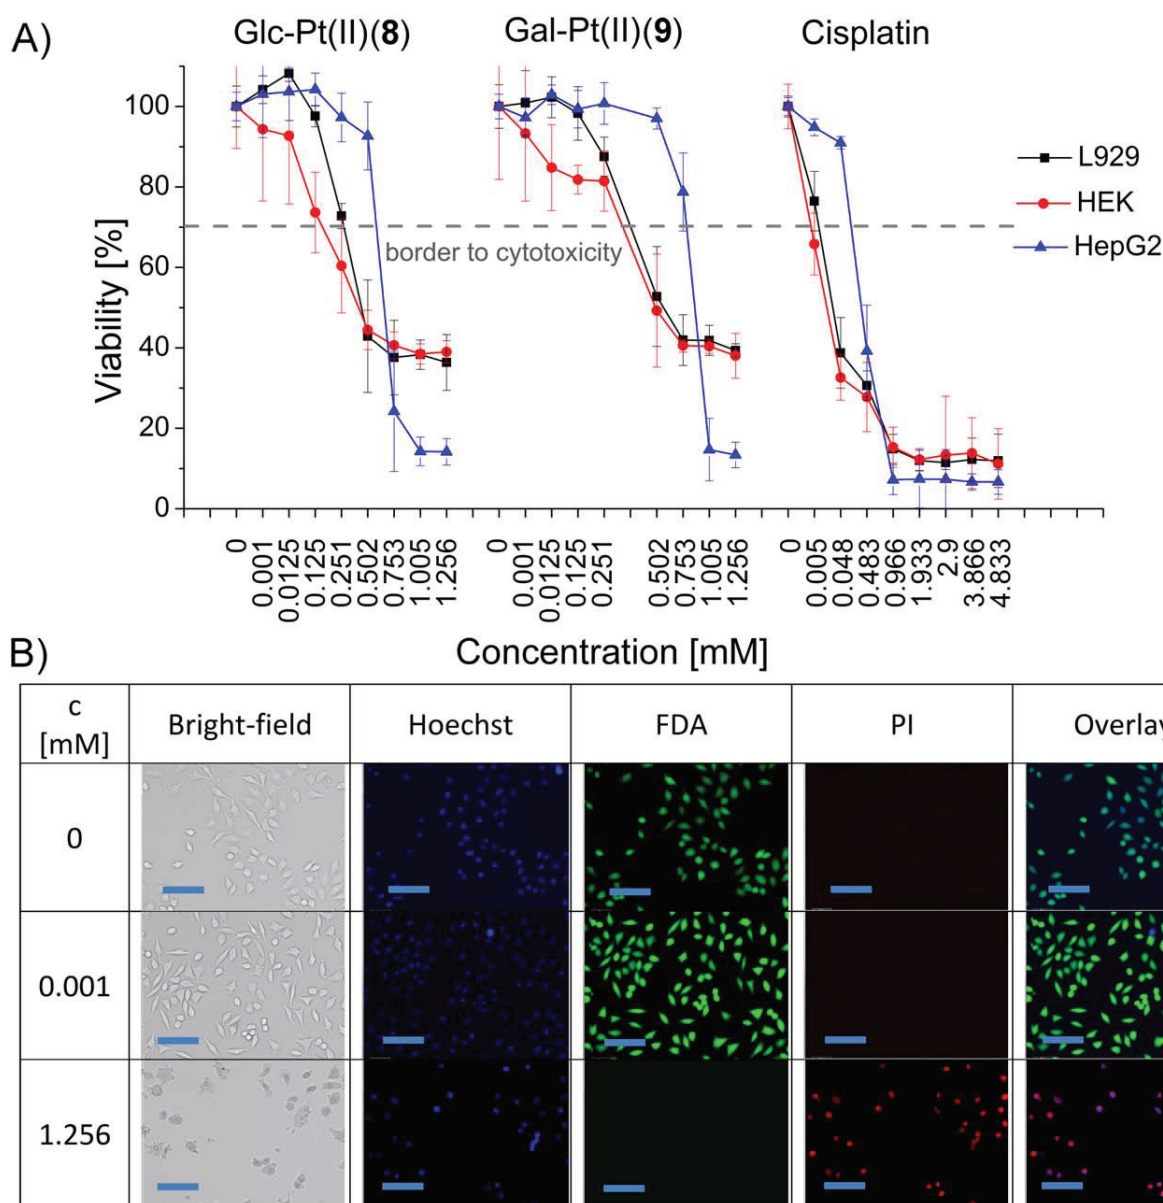 A)
Glc-Pt(II)(8)
Gal-Pt(II)(9)
Cisplatin
Viability [%]
100
80
60
40
20
0
border to cytotoxicity
L929
HEK
HepG2
0
0.001
0.0125
0.125
0.251
0.502
0.753
1.005
1.256
0
0.001
0.0125
0.125
0.251
0.502
0.753
1.005
1.256
0
0.005
0.048
0.483
0.966
1.933
2.9
3.866
4.833
Concentration [mM]
B)
c
[mM]
Bright-field
Hoechst
FDA
PI
Overlay
0
0.001
1.256